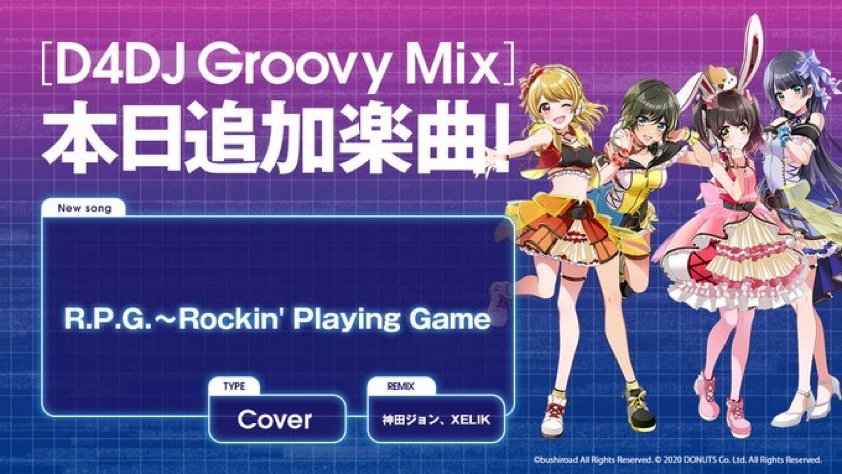 [D4DJ Groovy Mix]
本日追加楽曲!
New song
R.P.G.～Rockin' Playing Game
TYPE
Cover
REMIX
神田ジョン、XELIK
©bushiroad All Rights Reserved. © 2020 DONUTS Co. Ltd. All Rights Reserved.